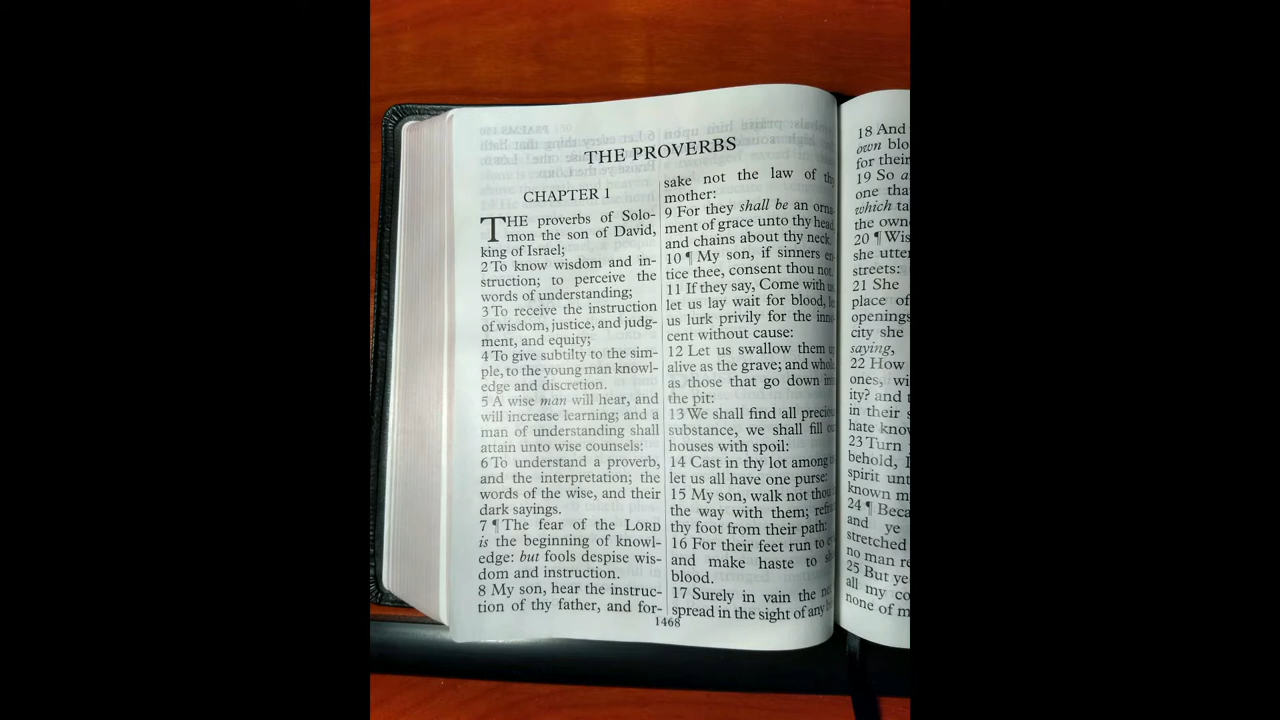 THE PROVERBS
CHAPTER 1
THE proverbs of Solo-
mon the son of David,
king of Israel;
2 To know wisdom and in-
struction; to perceive the
words of understanding;
3 To receive the instruction
of wisdom, justice, and judg-
ment, and equity;
4 To give subtilty to the sim-
ple, to the young man knowl-
edge and discretion.
5 A wise man will hear, and
will increase learning; and a
man of understanding shall
attain unto wise counsels:
6 To understand a proverb,
and the interpretation; the
words of the wise, and their
dark sayings.
7 ¶ The fear of the LORD
is the beginning of knowl-
edge: but fools despise wis-
dom and instruction.
8 My son, hear the instruc-
tion of thy father, and for-
sake not the law of thy
mother:
9 For they shall be an orna-
ment of grace unto thy head,
and chains about thy neck.
10 ¶ My son, if sinners en-
tice thee, consent thou not.
11 If they say, Come with us,
let us lay wait for blood, let
us lurk privily for the inno-
cent without cause:
12 Let us swallow them up
alive as the grave; and whole,
as those that go down into
the pit:
13 We shall find all precious
substance, we shall fill our
houses with spoil:
14 Cast in thy lot among
let us all have one purse:
15 My son, walk not thou
the way with them; refrain
thy foot from their path:
16 For their feet run to
and make haste to shed
blood.
17 Surely in vain the net
spread in the sight of any
1468
18 And
own blo
for their
19 So a
one tha
which ta
the own
20 ¶ Wis
she utter
streets:
21 She
place of
openings
city she
saying,
22 How
ones, wi
ity? and t
in their s
hate kno
23 Turn
behold, I
spirit unt
known m
24 ¶ Beca
and ye
stretched
no man re
25 But ye
all my co
none of m